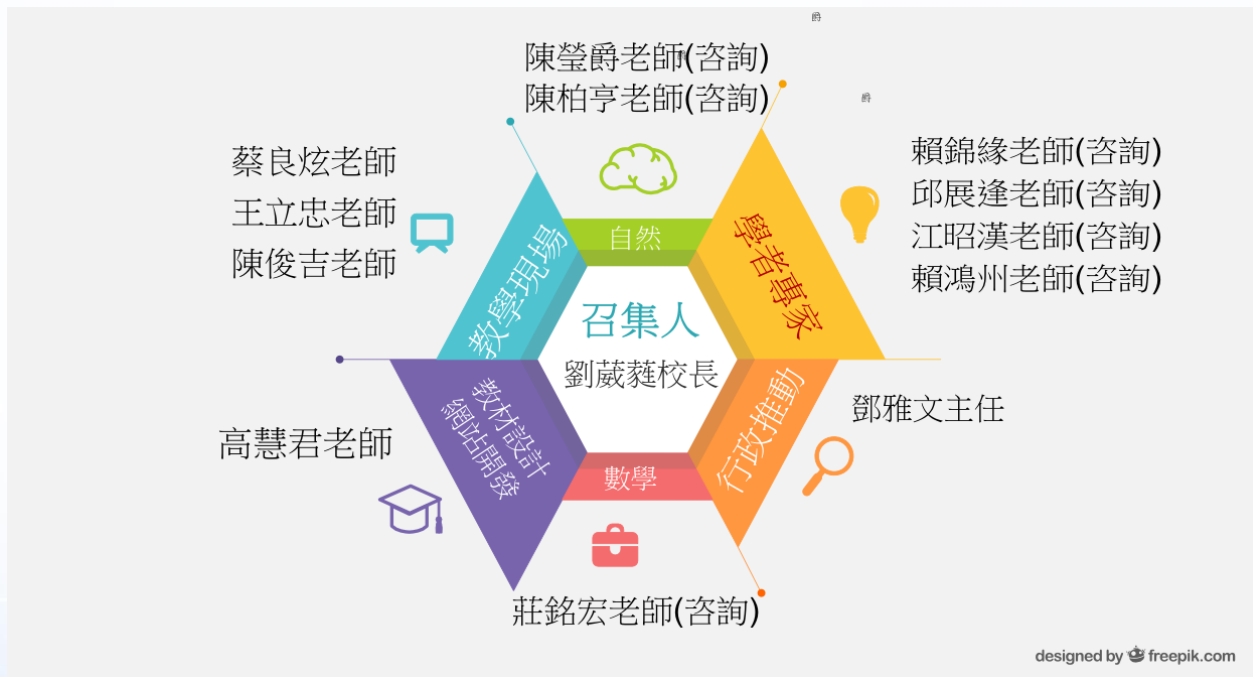 爵
陳瑩爵老師(咨詢)
陳柏亨老師(咨詢)
爵
蔡良炫老師
王立忠老師
陳俊吉老師
賴錦緣老師(咨詢)
邱展逢老師(咨詢)
江昭漢老師(咨詢)
賴鴻州老師(咨詢)
自然
教學現場
學者專家
召集人
劉葳蕤校長
教材設計
網站開發
行政推動
鄧雅文主任
高慧君老師
數學
莊銘宏老師(咨詢)
designed by freepik.com